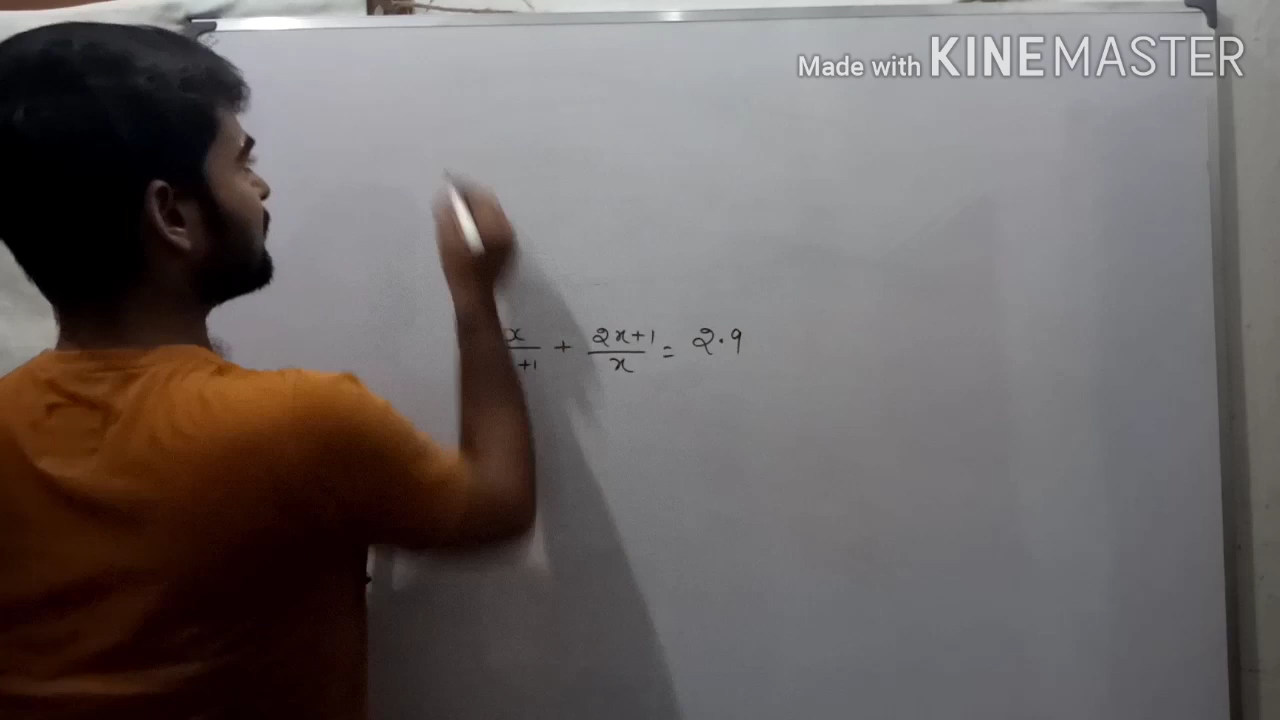 Made with KINEMASTER
x/+1 + 2x+1/x = 2.9